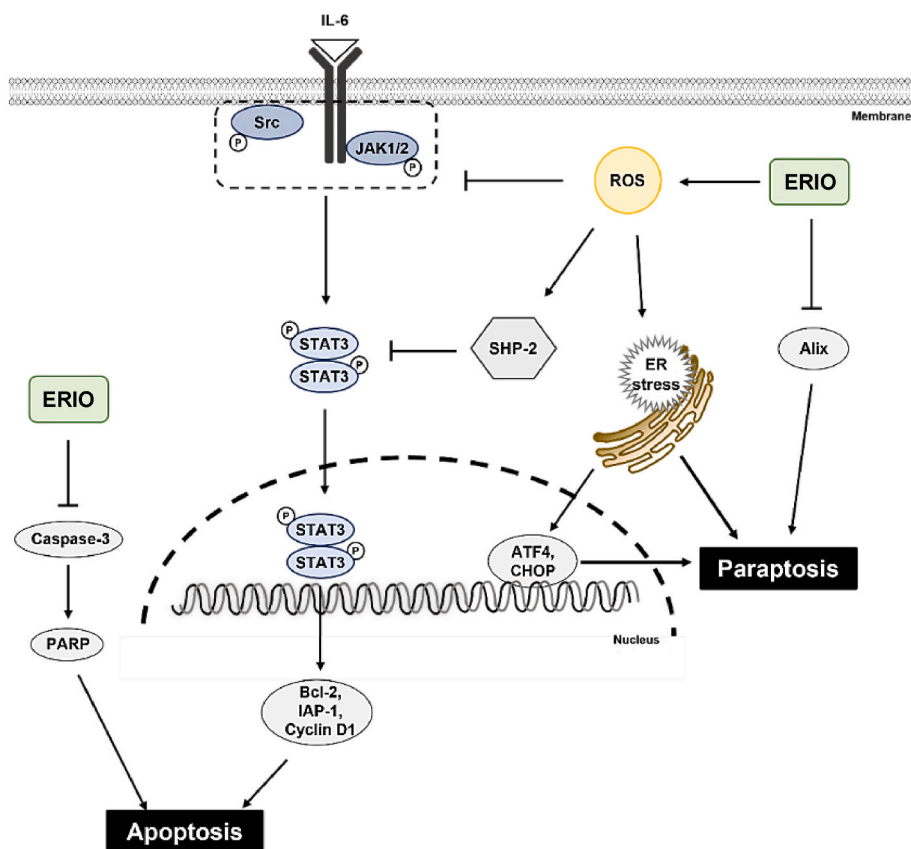 IL-6
Membrane
Src
P
JAK1/2
P
ROS
ERIO
P
STAT3
P
STAT3
SHP-2
ER
stress
Alix
ERIO
Caspase-3
PARP
P
STAT3
P
STAT3
ATF4,
CHOP
Paraptosis
Nucleus
Bcl-2,
IAP-1,
Cyclin D1
Apoptosis